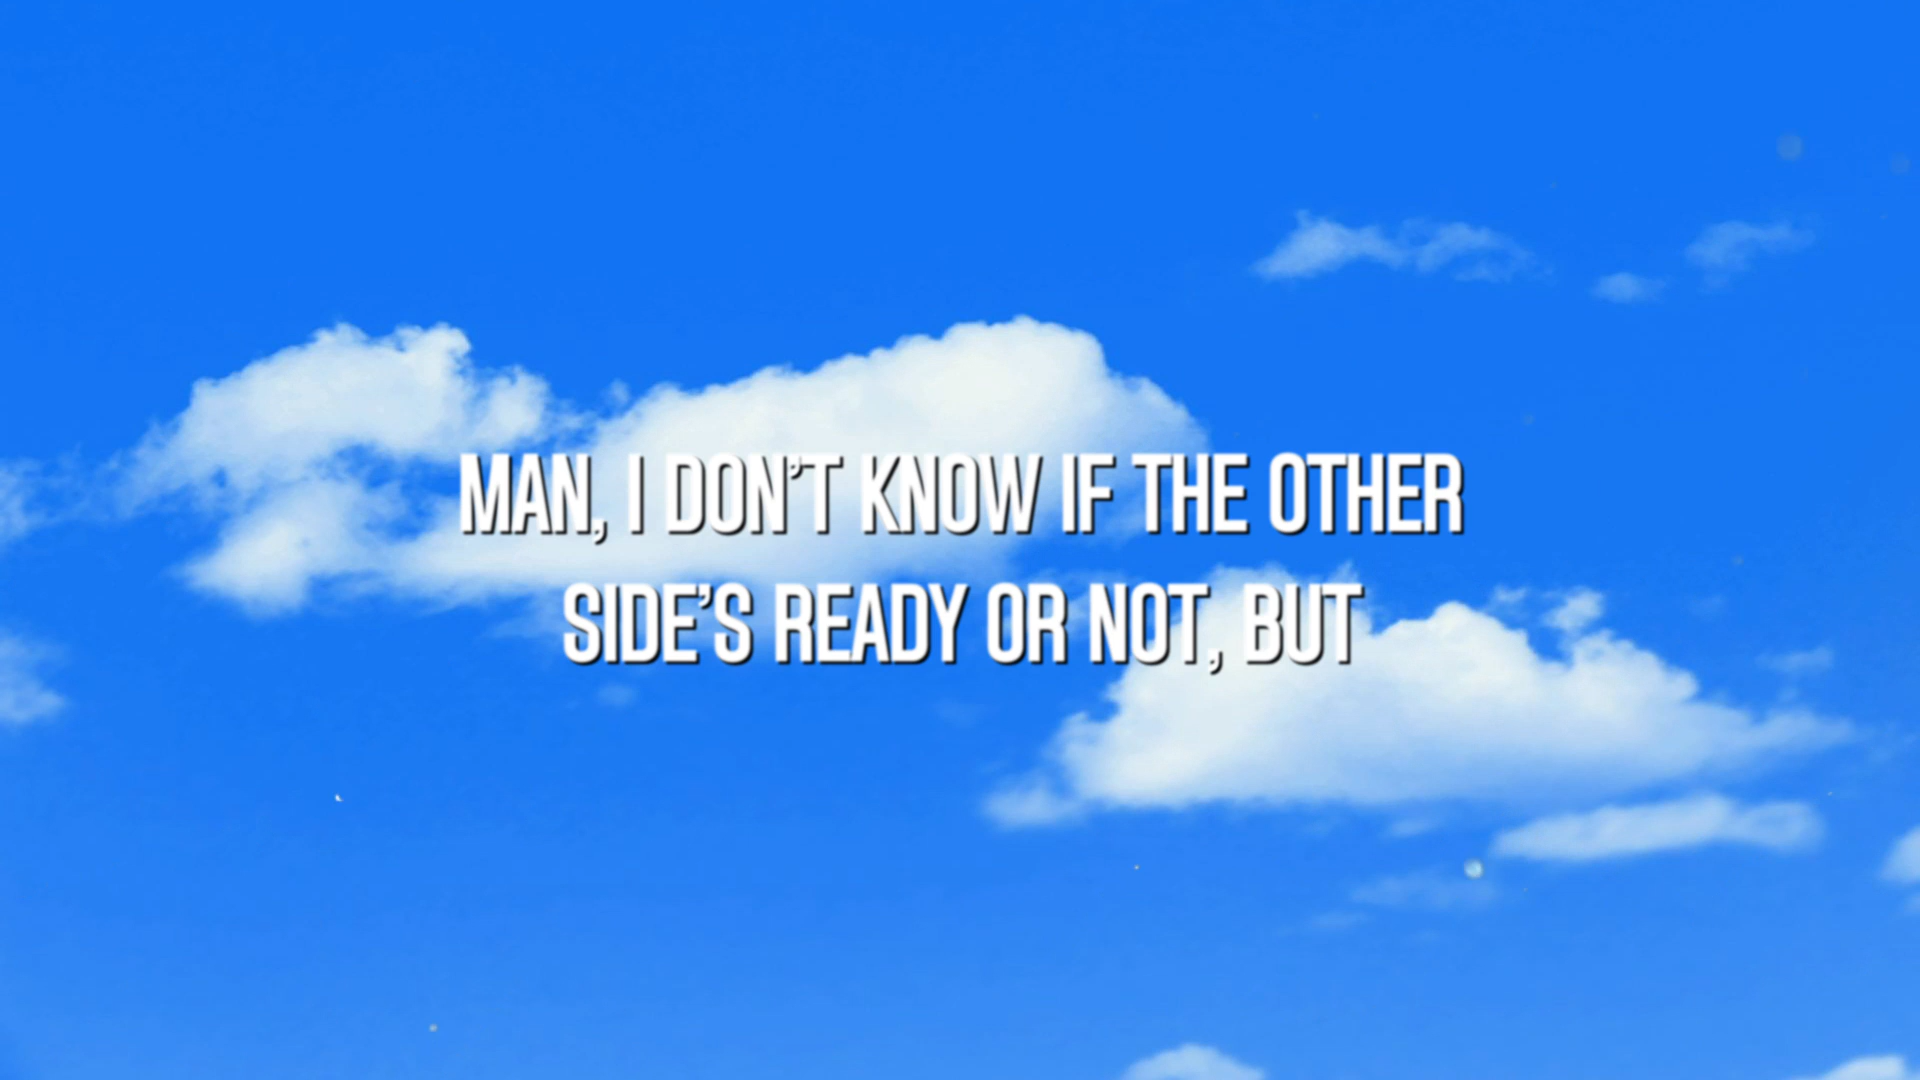 MAN, I DON'T KNOW IF THE OTHER
SIDE'S READY OR NOT, BUT